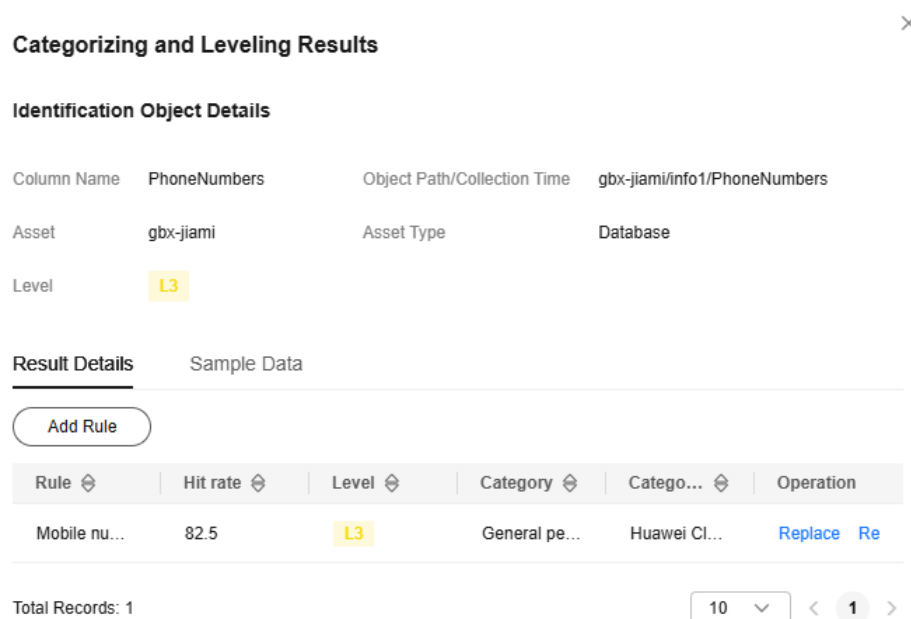 Categorizing and Leveling Results
Identification Object Details
Column Name PhoneNumbers Object Path/Collection Time gbx-jiami/info1/PhoneNumbers
Asset gbx-jiami Asset Type Database
Level L3
Result Details Sample Data
Add Rule
Rule Hit rate Level Category Catego... Operation
Mobile nu... 82.5 L3 General pe... Huawei Cl... Replace Re
Total Records: 1 10 1